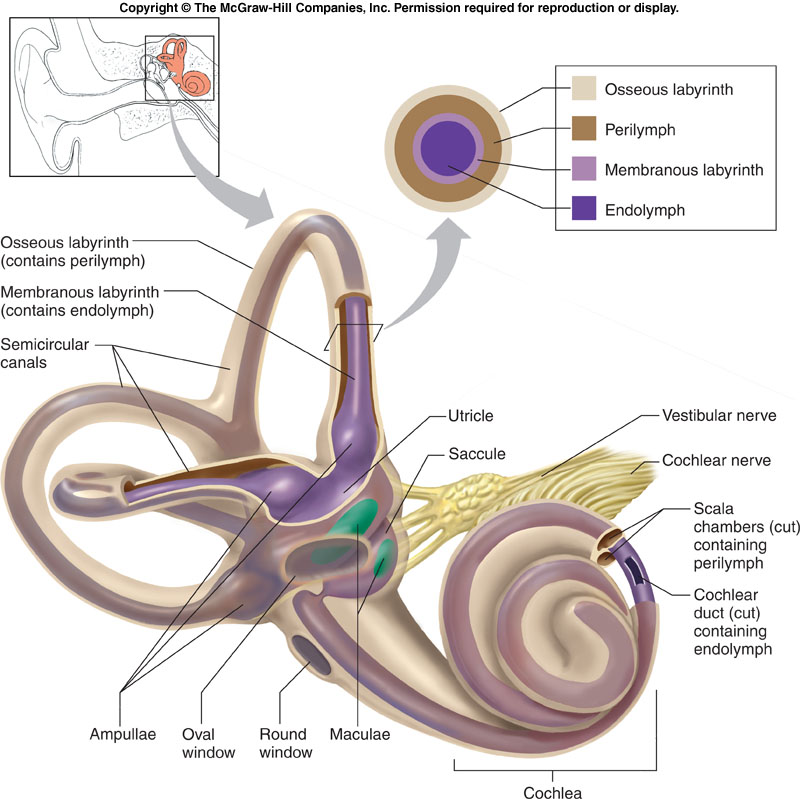 Copyright © The McGraw-Hill Companies, Inc. Permission required for reproduction or display.
Osseous labyrinth
Perilymph
Membranous labyrinth
Endolymph
Osseous labyrinth
(contains perilymph)
Membranous labyrinth
(contains endolymph)
Semicircular
canals
Utricle
Saccule
Vestibular nerve
Cochlear nerve
Scala
chambers (cut)
containing
perilymph
Cochlear
duct (cut)
containing
endolymph
Ampullae
Oval
window
Round
window
Maculae
Cochlea